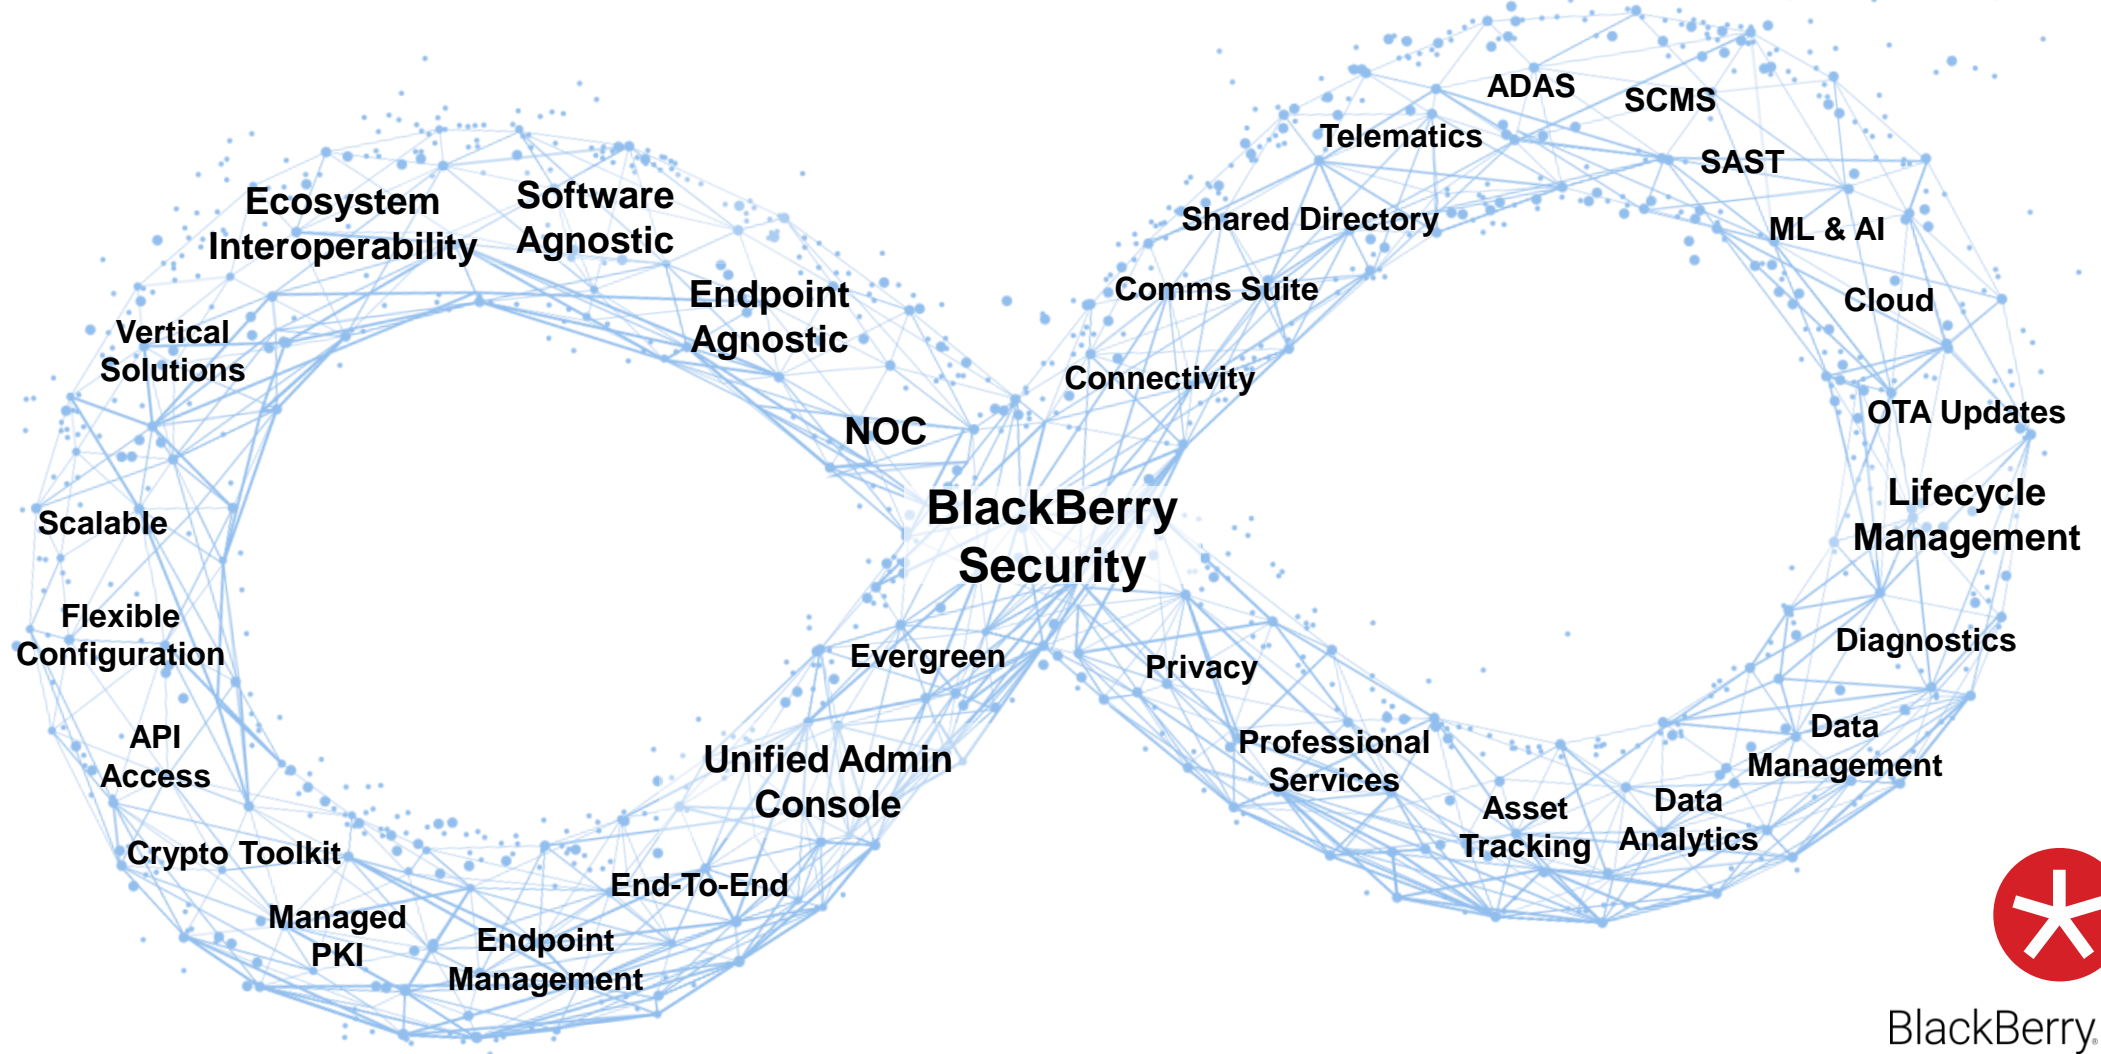 ADAS
SCMS
Telematics
SAST
Software
Agnostic
Ecosystem
Interoperability
Shared Directory
ML & AI
Endpoint
Agnostic
Comms Suite
Cloud
Vertical
Solutions
Connectivity
OTA Updates
NOC
BlackBerry
Security
Lifecycle
Management
Scalable
Flexible
Configuration
Evergreen
Privacy
Diagnostics
API
Access
Unified Admin
Console
Professional
Services
Data
Management
Asset
Tracking
Data
Analytics
Crypto Toolkit
End-To-End
Managed
PKI
Endpoint
Management
BlackBerry®